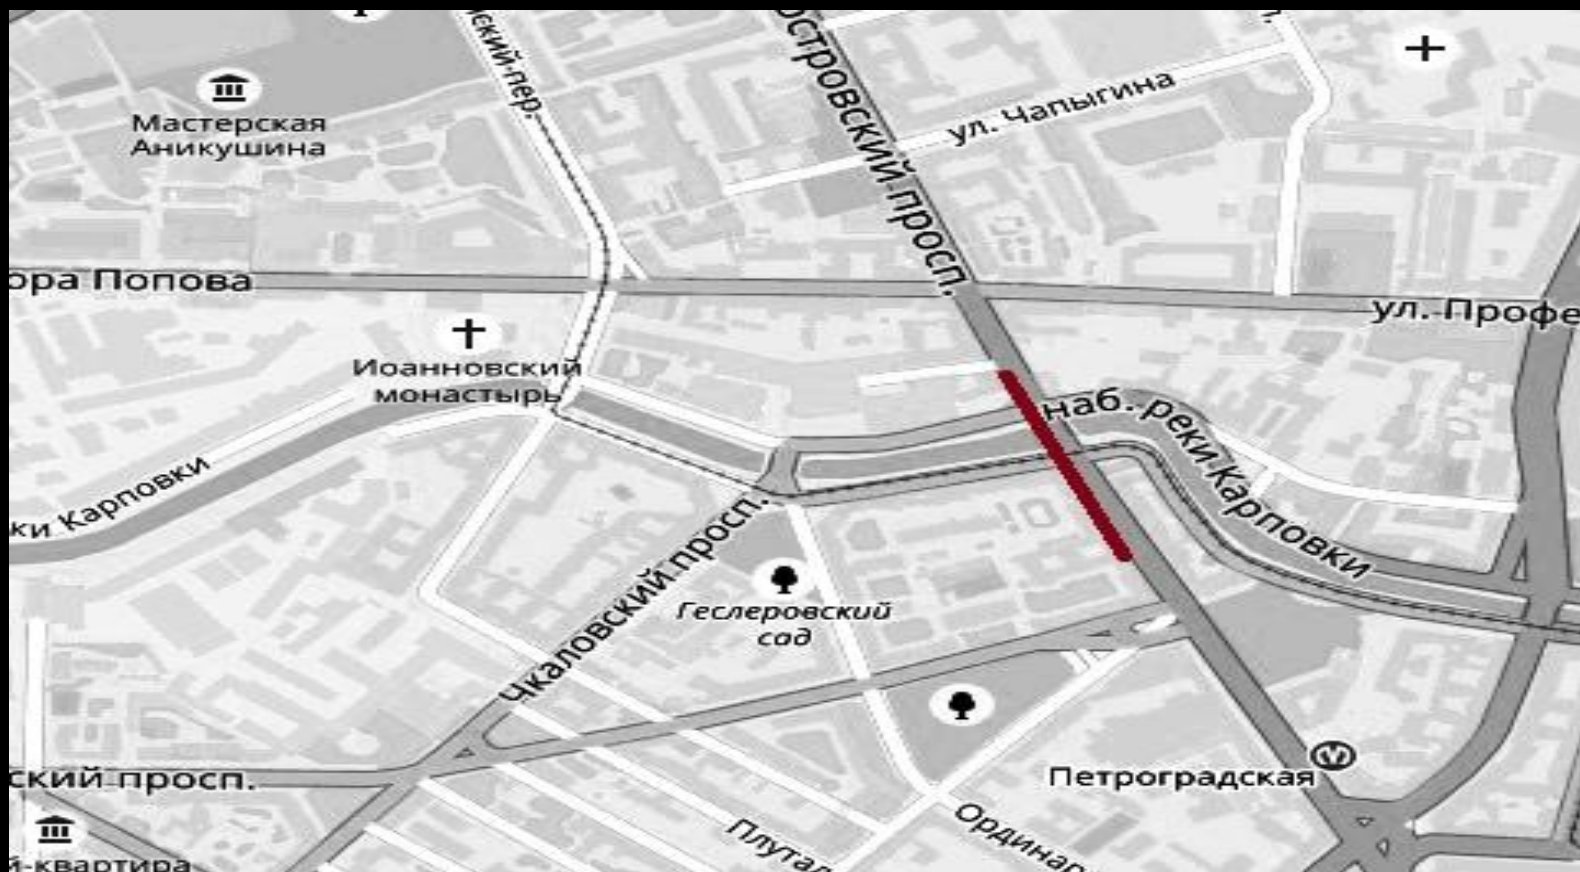 ский пер.
островский просп.
ул. Чапыгина
Мастерская
Аникушина
ора Попова
ул. Профе
Иоанновский
монастырь
наб. реки Карповки
ки Карповки
Чкаловский просп.
Геслеровский
сад
ский просп.
Петроградская
Плутал
Ординар
й-квартира